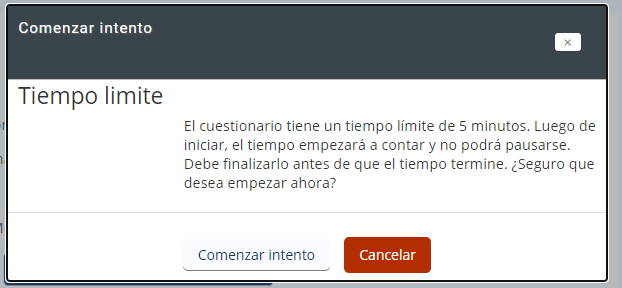 Comenzar intento
×
Tiempo limite
El cuestionario tiene un tiempo límite de 5 minutos. Luego de
iniciar, el tiempo empezará a contar y no podrá pausarse.
Debe finalizarlo antes de que el tiempo termine. ¿Seguro que
desea empezar ahora?
Comenzar intento
Cancelar